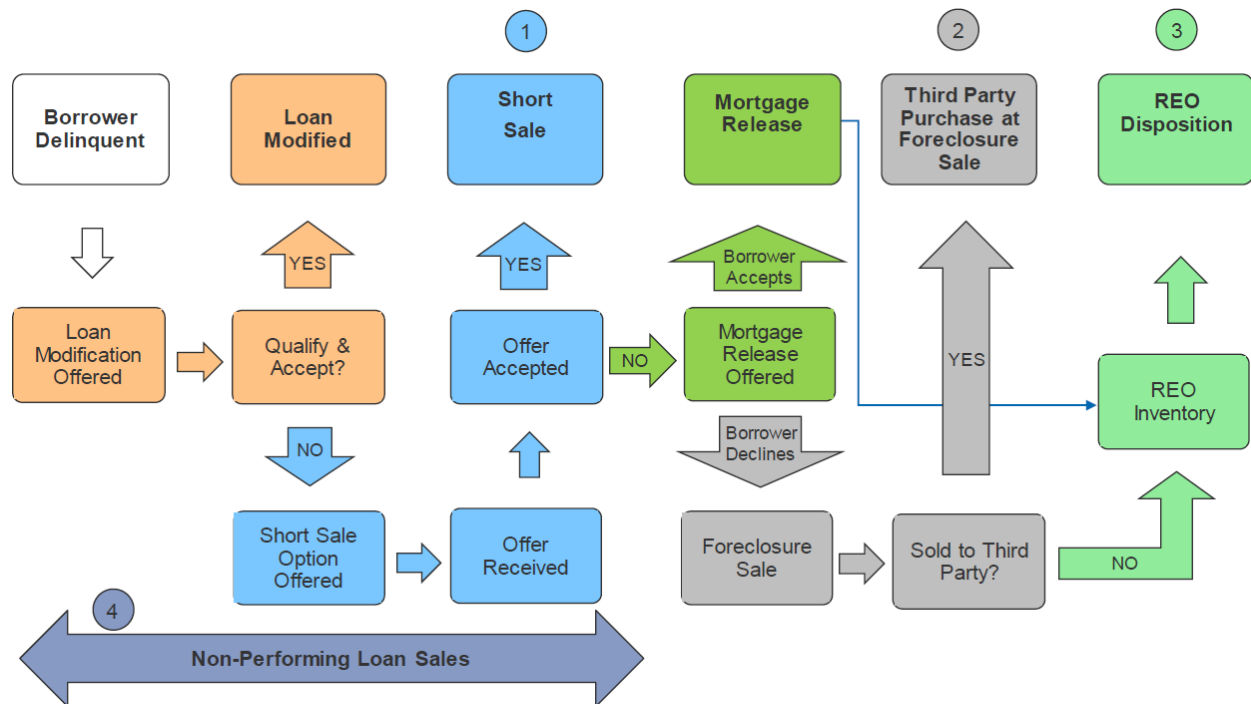 1
2
3
Borrower
Delinquent
Loan
Modified
Short
Sale
Mortgage
Release
Third Party
Purchase at
Foreclosure
Sale
REO
Disposition
YES
YES
Borrower
Accepts
Loan
Modification
Offered
Qualify &
Accept?
Offer
Accepted
NO
Mortgage
Release
Offered
YES
REO
Inventory
NO
Borrower
Declines
Short Sale
Option
Offered
Offer
Received
Foreclosure
Sale
Sold to Third
Party?
NO
4
Non-Performing Loan Sales